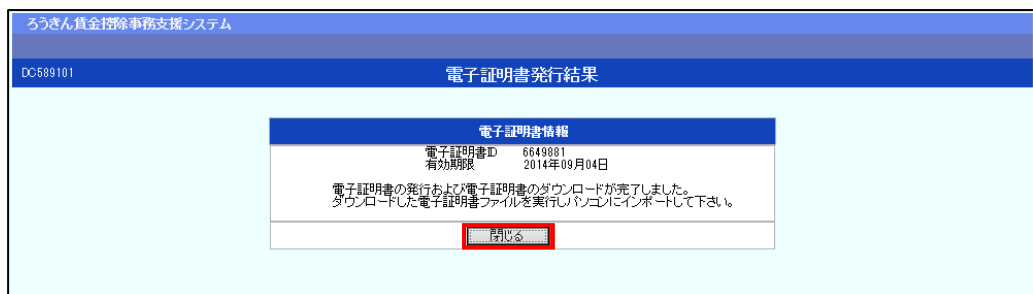 ろうきん賃金控除事務支援システム
DC589101
電子証明書発行結果
電子証明書情報
電子証明書ID 6649881
有効期限 2014年09月04日
電子証明書の発行および電子証明書のダウンロードが完了しました。
ダウンロードした電子証明書ファイルを実行しパソコンにインポートして下さい。
閉じる